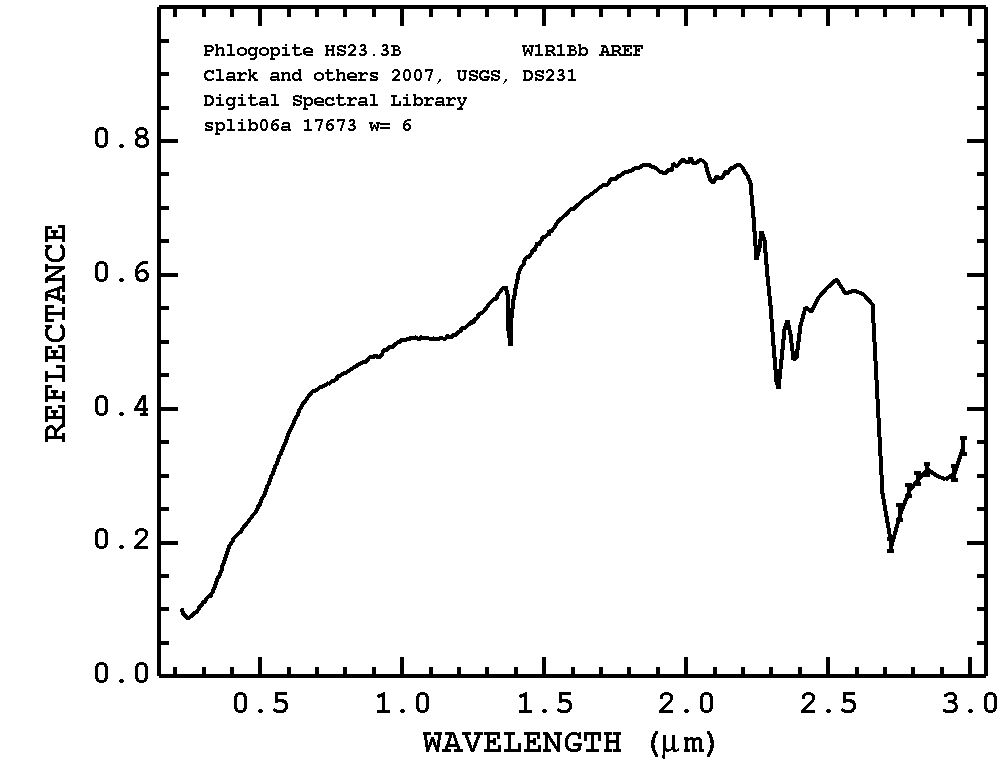 Phlogopite HS23.3B W1R1Bb AREF
Clark and others 2007, USGS, DS231
Digital Spectral Library
splib06a 17673 w= 6
REFLECTANCE
0.8
0.6
0.4
0.2
0.0
0.5 1.0 1.5 2.0 2.5 3.0
WAVELENGTH (μm)